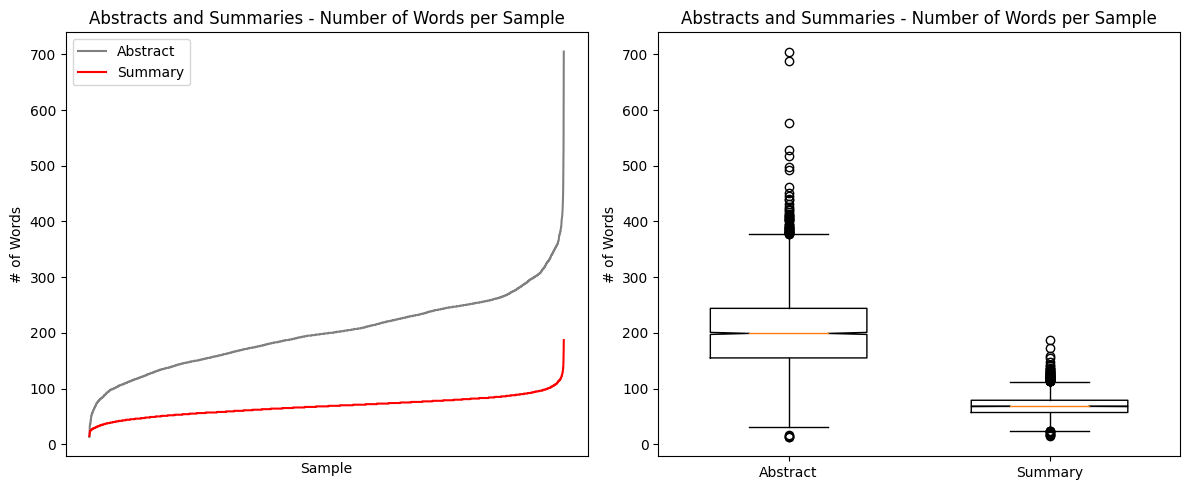 Abstracts and Summaries - Number of Words per Sample
# of Words
700
600
500
400
300
200
100
0
Abstract
Summary
Sample
Abstracts and Summaries - Number of Words per Sample
# of Words
700
600
500
400
300
200
100
0
Abstract
Summary